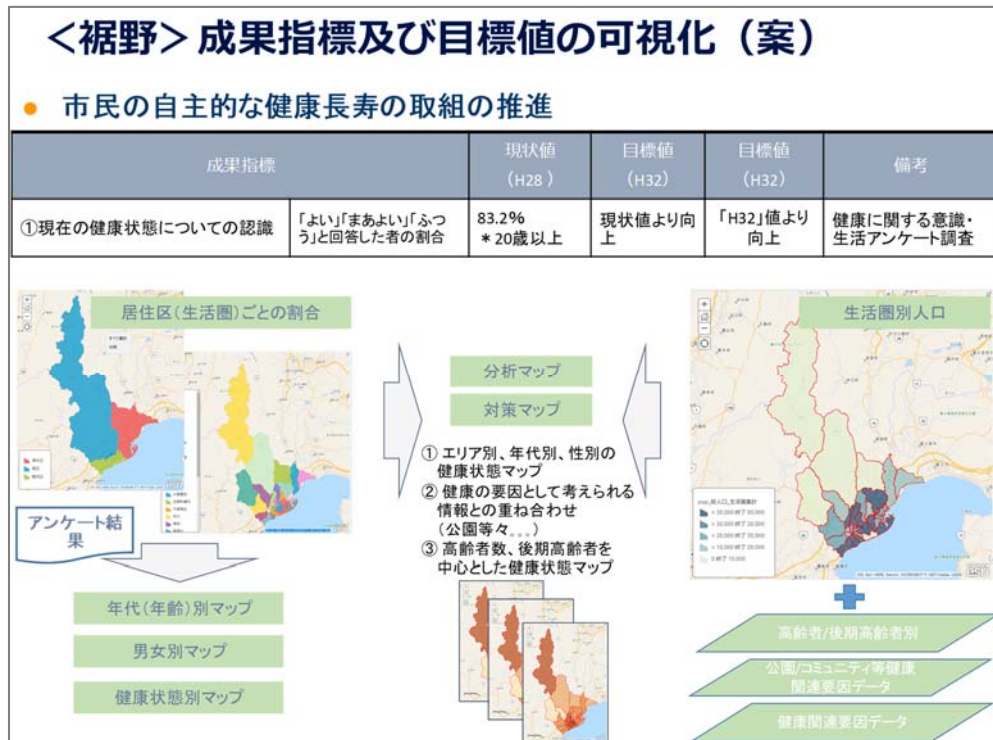 ＜裾野＞成果指標及び目標値の可視化（案）
● 市民の自主的な健康長寿の取組の推進
成果指標
現状値
（H28 ）
目標値
（H32）
目標値
（H32）
備考
①現在の健康状態についての認識
「よい」「まあよい」「ふつ
う」と回答した者の割合
83.2%
＊20歳以上
現状値より向
上
「H32」値より
向上
健康に関する意識・
生活アンケート調査
居住区（生活圏）ごとの割合
アンケート結
果
年代（年齢）別マップ
男女別マップ
健康状態別マップ
分析マップ
対策マップ
① エリア別、年代別、性別の
健康状態マップ
② 健康の要因として考えられる
情報との重ね合わせ
（公園等々...）
③ 高齢者数、後期高齢者を
中心とした健康状態マップ
生活圏別人口
高齢者/後期高齢者別
公園/コミュニティ等健康
関連要因データ
健康関連要因データ